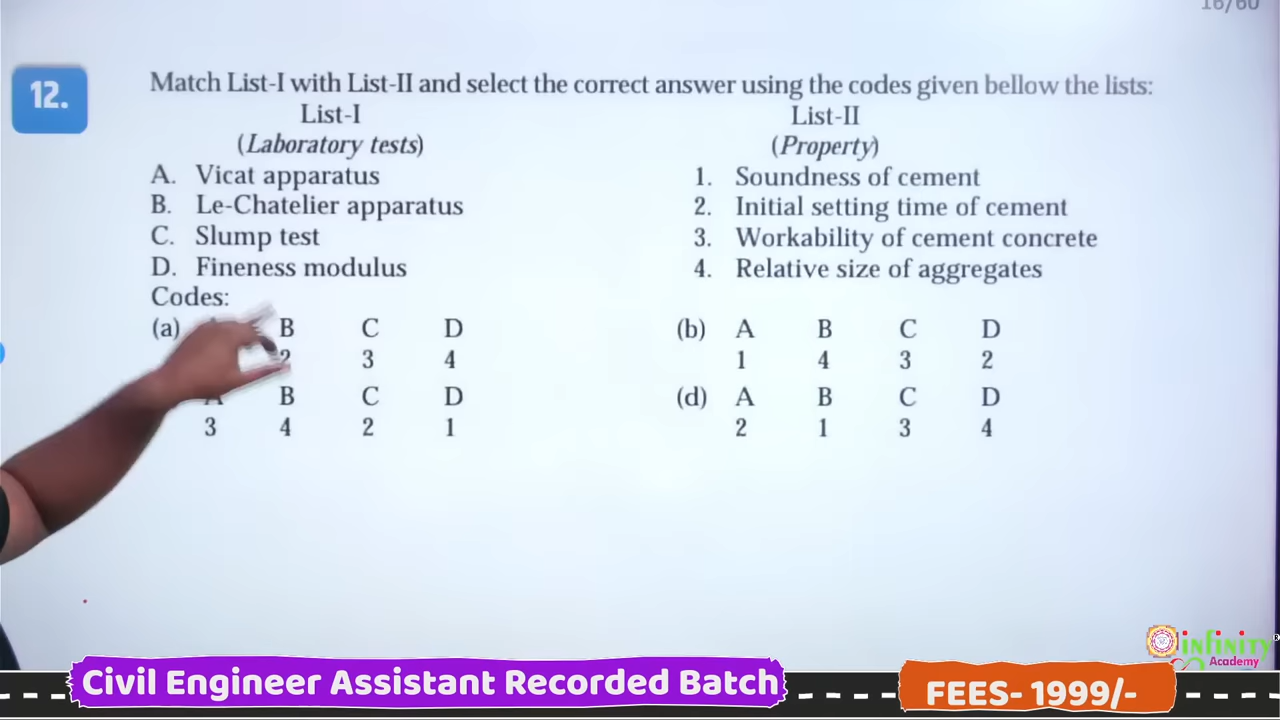 16/60
12.
Match List-I with List-II and select the correct answer using the codes given bellow the lists:
List-I List-II
(Laboratory tests) (Property)
A. Vicat apparatus 1. Soundness of cement
B. Le-Chatelier apparatus 2. Initial setting time of cement
C. Slump test 3. Workability of cement concrete
D. Fineness modulus 4. Relative size of aggregates
Codes:
(a) B C D (b) A B C D
2 3 4 1 4 3 2
A B C D (d) A B C D
3 4 2 1 2 1 3 4
infinity
Academy
Civil Engineer Assistant Recorded Batch
FEES- 1999/-